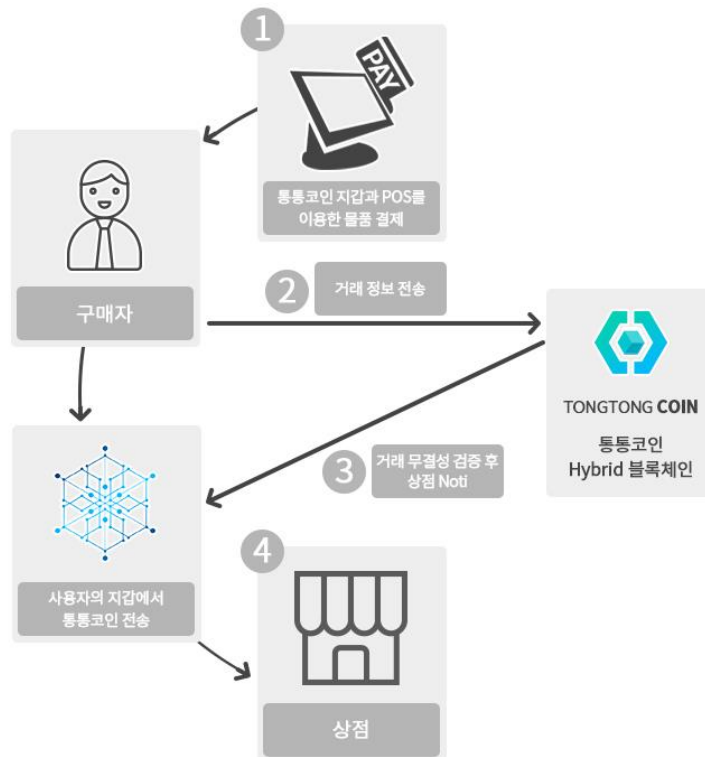 1
PAY
통통코인 지갑과 POS를
이용한 물품 결제
구매자
2
거래 정보 전송
TONGTONG COIN
통통코인
Hybrid 블록체인
3
거래 무결성 검증 후
상점 Noti
사용자의 지갑에서
통통코인 전송
4
상점